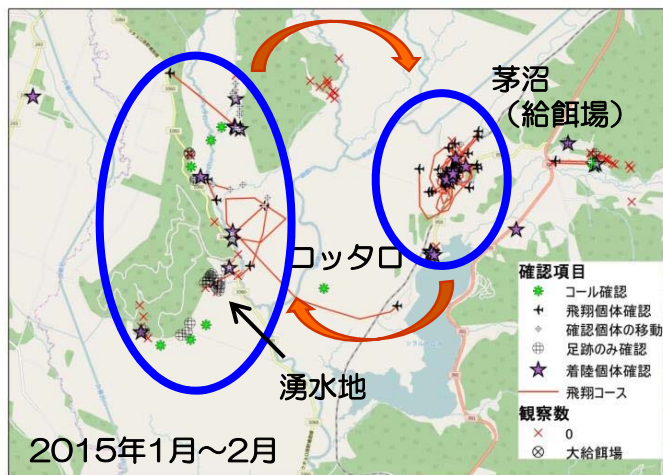 茅沼
（給餌場）
コッタロ
湧水地
2015年1月～2月
確認項目
コール確認
飛翔個体確認
確認個体の移動
足跡のみ確認
着陸個体確認
飛翔コース
観察数
0
大給餌場